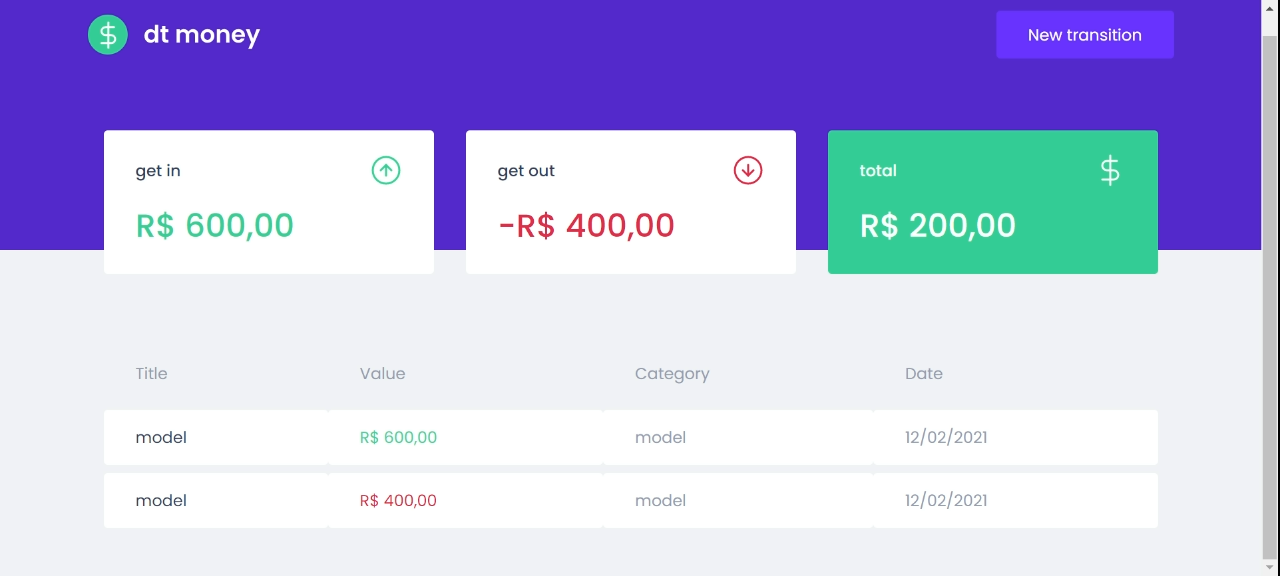 dt money
New transition
get in
R$ 600,00
get out
-R$ 400,00
total
$
R$ 200,00
Title Value Category Date
model R$ 600,00 model 12/02/2021
model R$ 400,00 model 12/02/2021